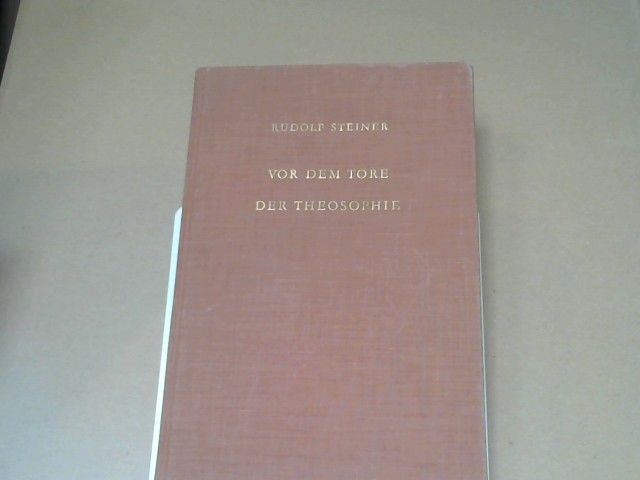 RUDOLF STEINER
VOR DEM TORE
DER THEOSOPHIE